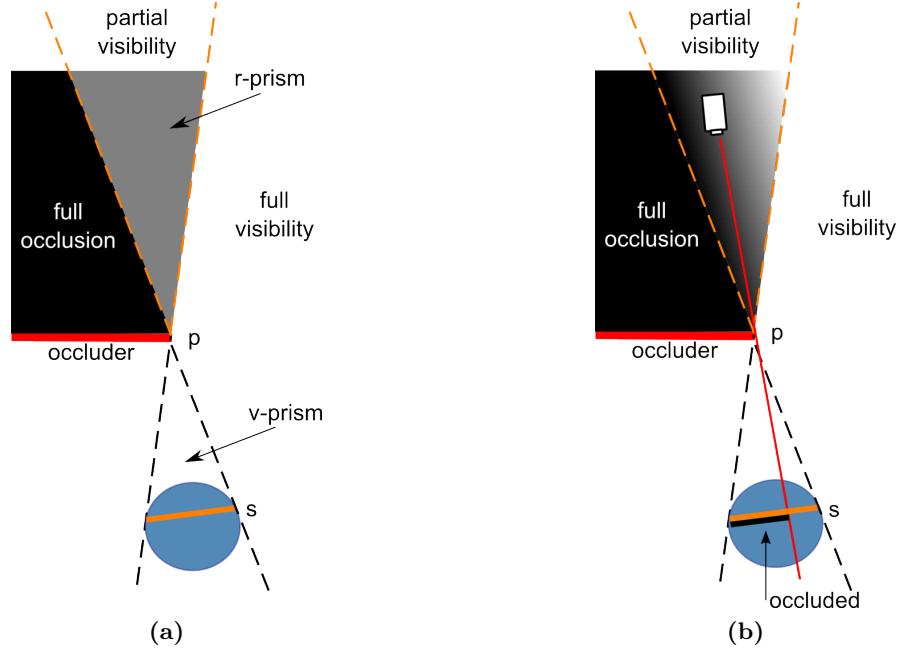 partial
visibility
r-prism
full
occlusion
full
visibility
p
occluder
v-prism
s
(a)
partial
visibility
full
occlusion
full
visibility
p
occluder
s
occluded
(b)